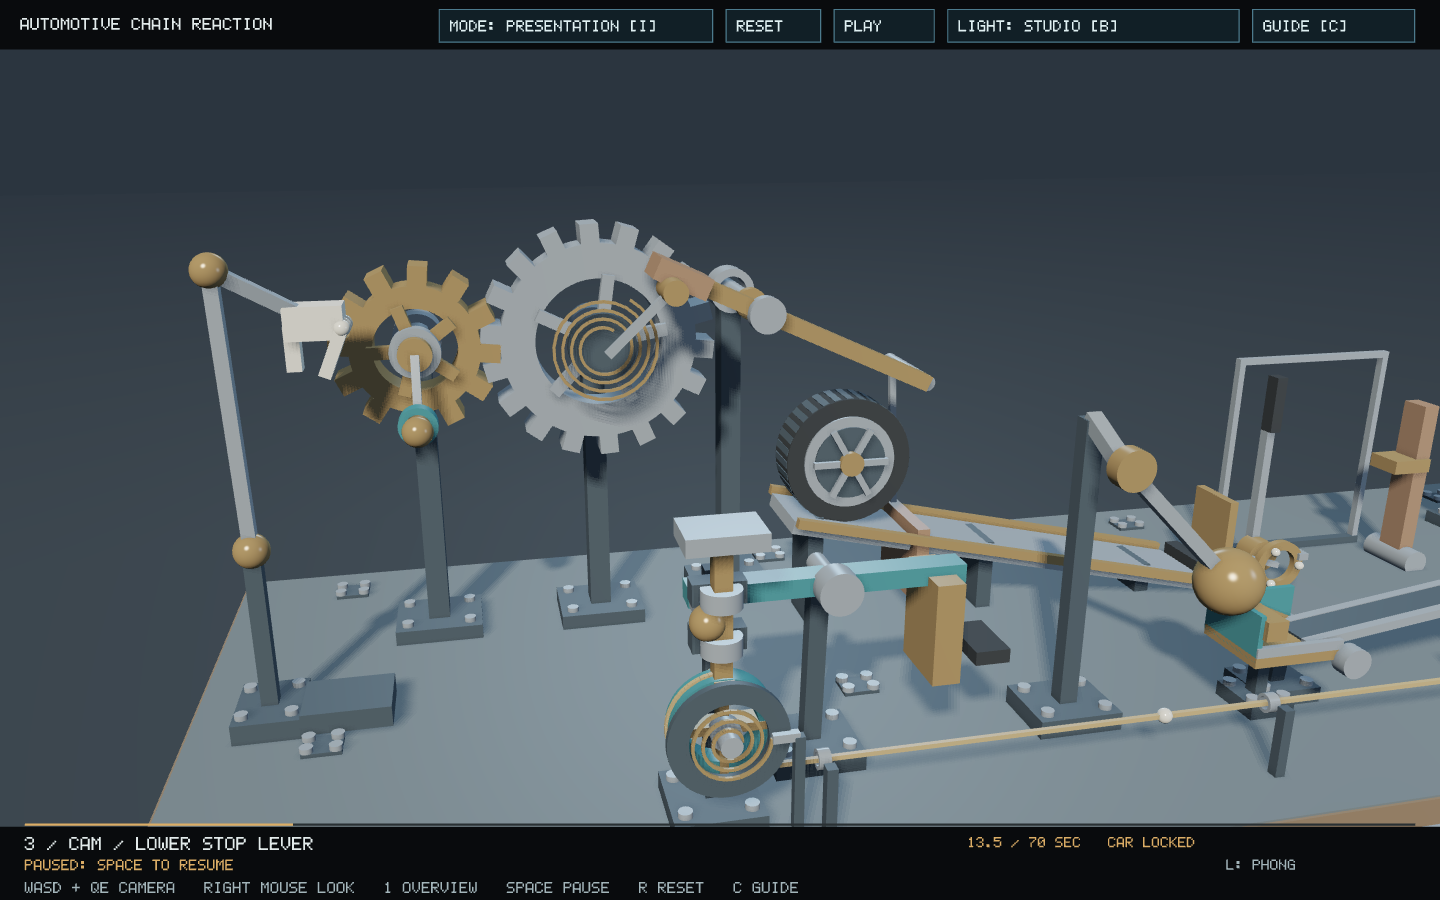 AUTOMOTIVE CHAIN REACTION
MODE: PRESENTATION [I]
RESET
PLAY
LIGHT: STUDIO [B]
GUIDE [C]
3 / CAM / LOWER STOP LEVER
13.5 / 70 SEC CAR LOCKED
PAUSED: SPACE TO RESUME
L: PHONG
WASD + QE CAMERA RIGHT MOUSE LOOK 1 OVERVIEW SPACE PAUSE R RESET C GUIDE